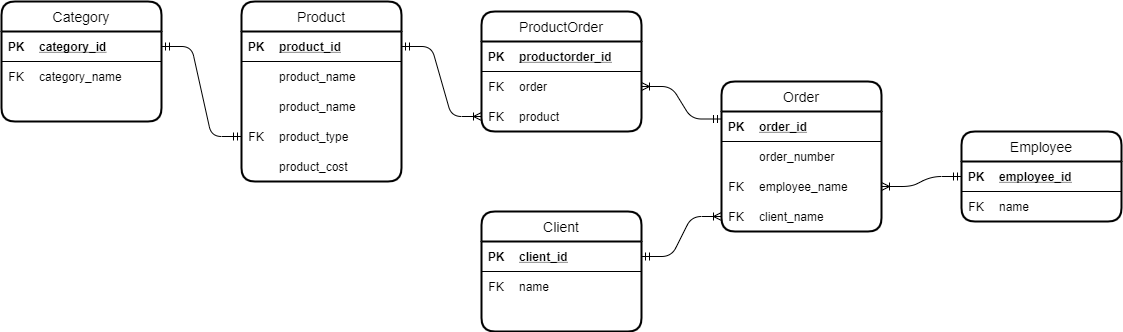 Category
PK category_id
FK category_name
Product
PK product_id
product_name
product_name
FK product_type
product_cost
ProductOrder
PK productorder_id
FK order
FK product
Order
PK order_id
order_number
FK employee_name
FK client_name
Employee
PK employee_id
FK name
Client
PK client_id
FK name